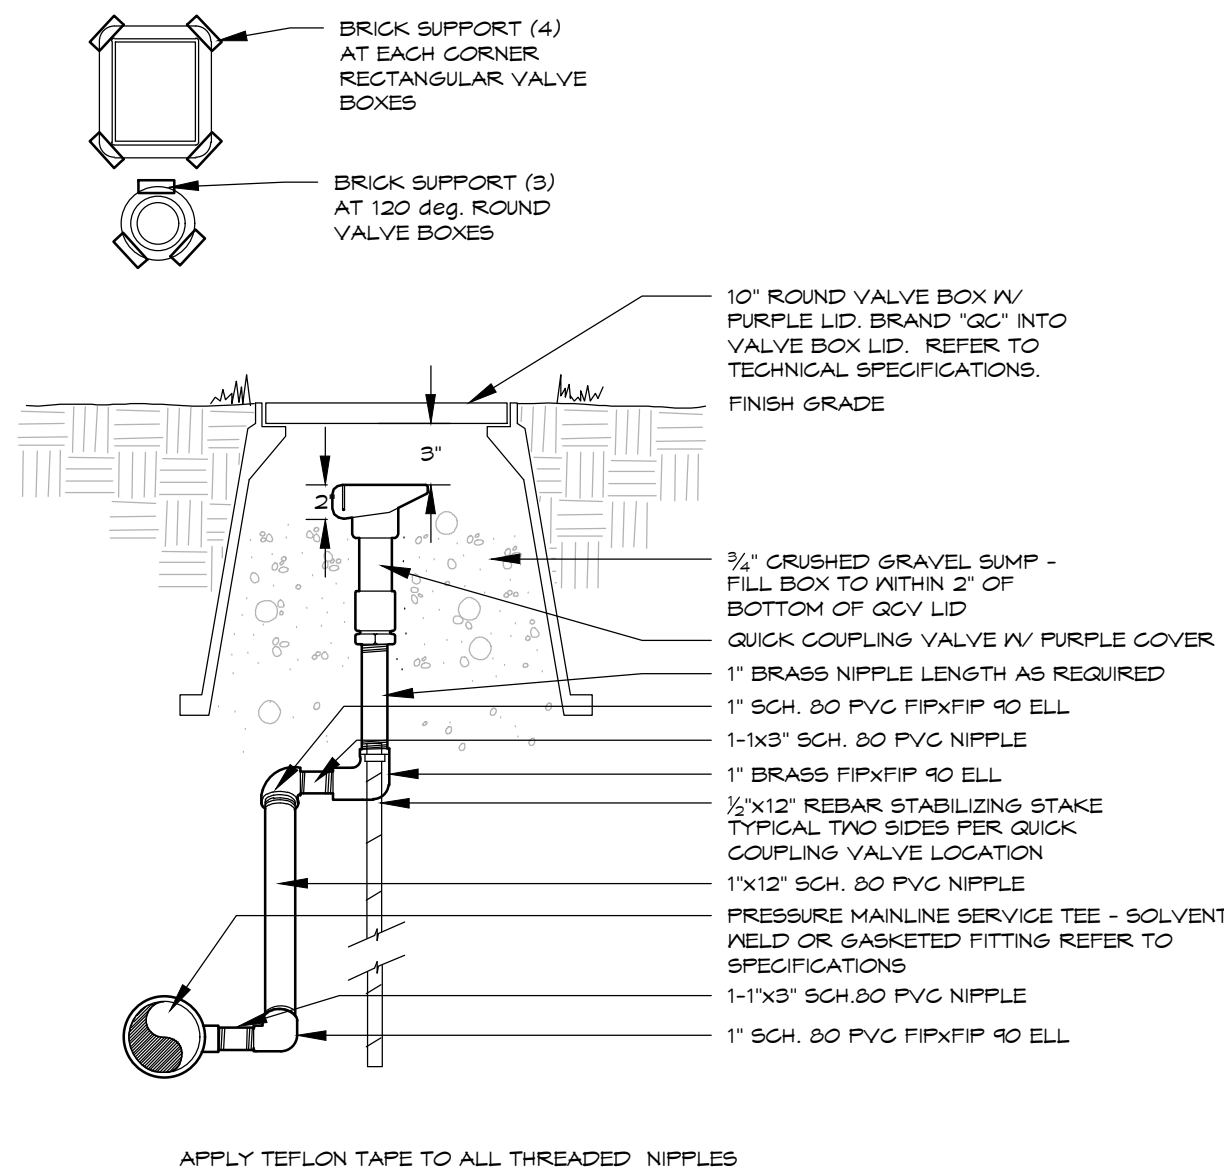 BRICK SUPPORT (4)
AT EACH CORNER
RECTANGULAR VALVE
BOXES
BRICK SUPPORT (3)
AT 120 deg. ROUND
VALVE BOXES
10" ROUND VALVE BOX W/
PURPLE LID. BRAND "QC" INTO
VALVE BOX LID. REFER TO
TECHNICAL SPECIFICATIONS.
FINISH GRADE
3"
2"
3/4" CRUSHED GRAVEL SUMP -
FILL BOX TO WITHIN 2" OF
BOTTOM OF QCV LID
QUICK COUPLING VALVE W/ PURPLE COVER
1" BRASS NIPPLE LENGTH AS REQUIRED
1" SCH. 80 PVC FIPxFIP 90 ELL
1-1x3" SCH. 80 PVC NIPPLE
1" BRASS FIPxFIP 90 ELL
1/2"x12" REBAR STABILIZING STAKE
TYPICAL TWO SIDES PER QUICK
COUPLING VALVE LOCATION
1"x12" SCH. 80 PVC NIPPLE
PRESSURE MAINLINE SERVICE TEE - SOLVENT
WELD OR GASKETED FITTING REFER TO
SPECIFICATIONS
1-1"x3" SCH.80 PVC NIPPLE
1" SCH. 80 PVC FIPxFIP 90 ELL
APPLY TEFLON TAPE TO ALL THREADED NIPPLES